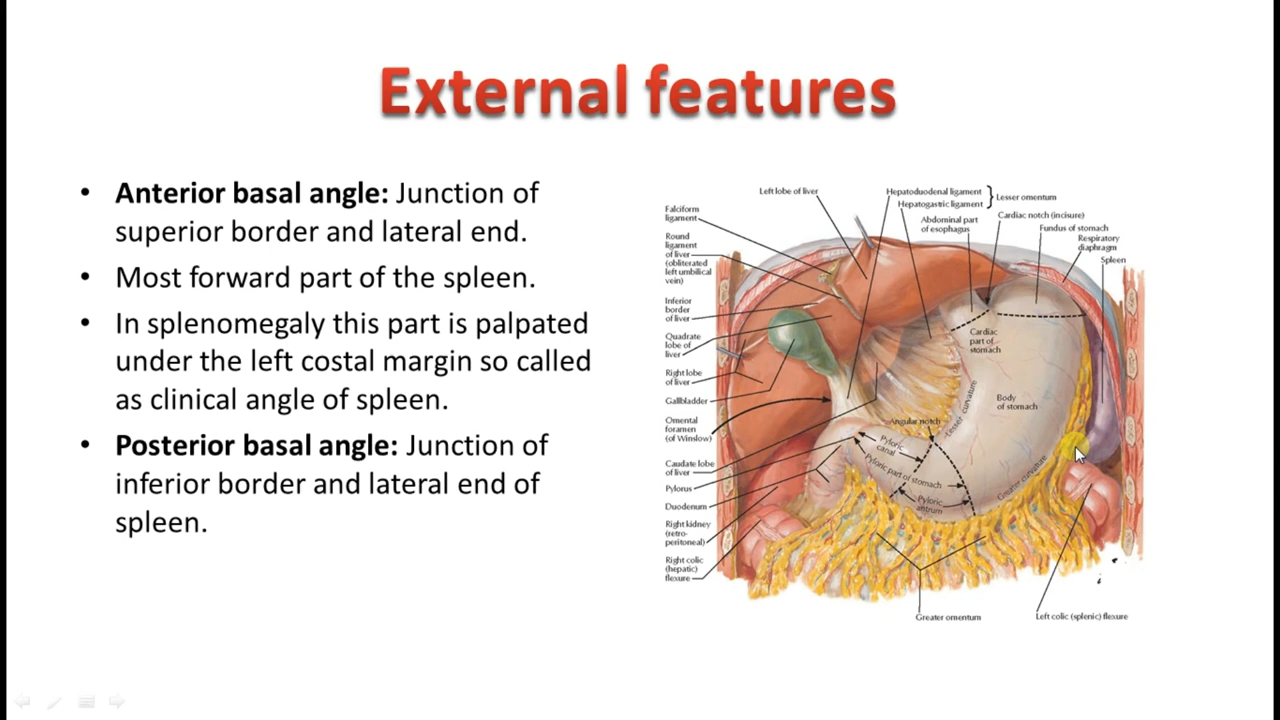 External features
• Anterior basal angle: Junction of
superior border and lateral end.
• Most forward part of the spleen.
• In splenomegaly this part is palpated
under the left costal margin so called
as clinical angle of spleen.
• Posterior basal angle: Junction of
inferior border and lateral end of
spleen.
Left lobe of liver
Hepatoduodenal ligament
Hepatogastric ligament
Lesser omentum
Falciform
ligament
Abdominal part
of esophagus
Cardiac notch (incisure)
Fundus of stomach
Respiratory
diaphragm
Spleen
Round
ligament
of liver
(obliterated
left umbilical
vein)
Inferior
border
of liver
Quadrate
lobe of
liver
Right lobe
of liver
Gallbladder
Omental
foramen
(of Winslow)
Caudate lobe
of liver
Pylorus
Duodenum
Right kidney
(retro-
peritoneal)
Right colic
(hepatic)
flexure
Cardiac
part of
stomach
Body
of stomach
Lesser curvature
Angular notch
Pyloric
canal
Pyloric part of stomach
Pyloric
antrum
Greater curvature
Greater omentum
Left colic (splenic) flexure